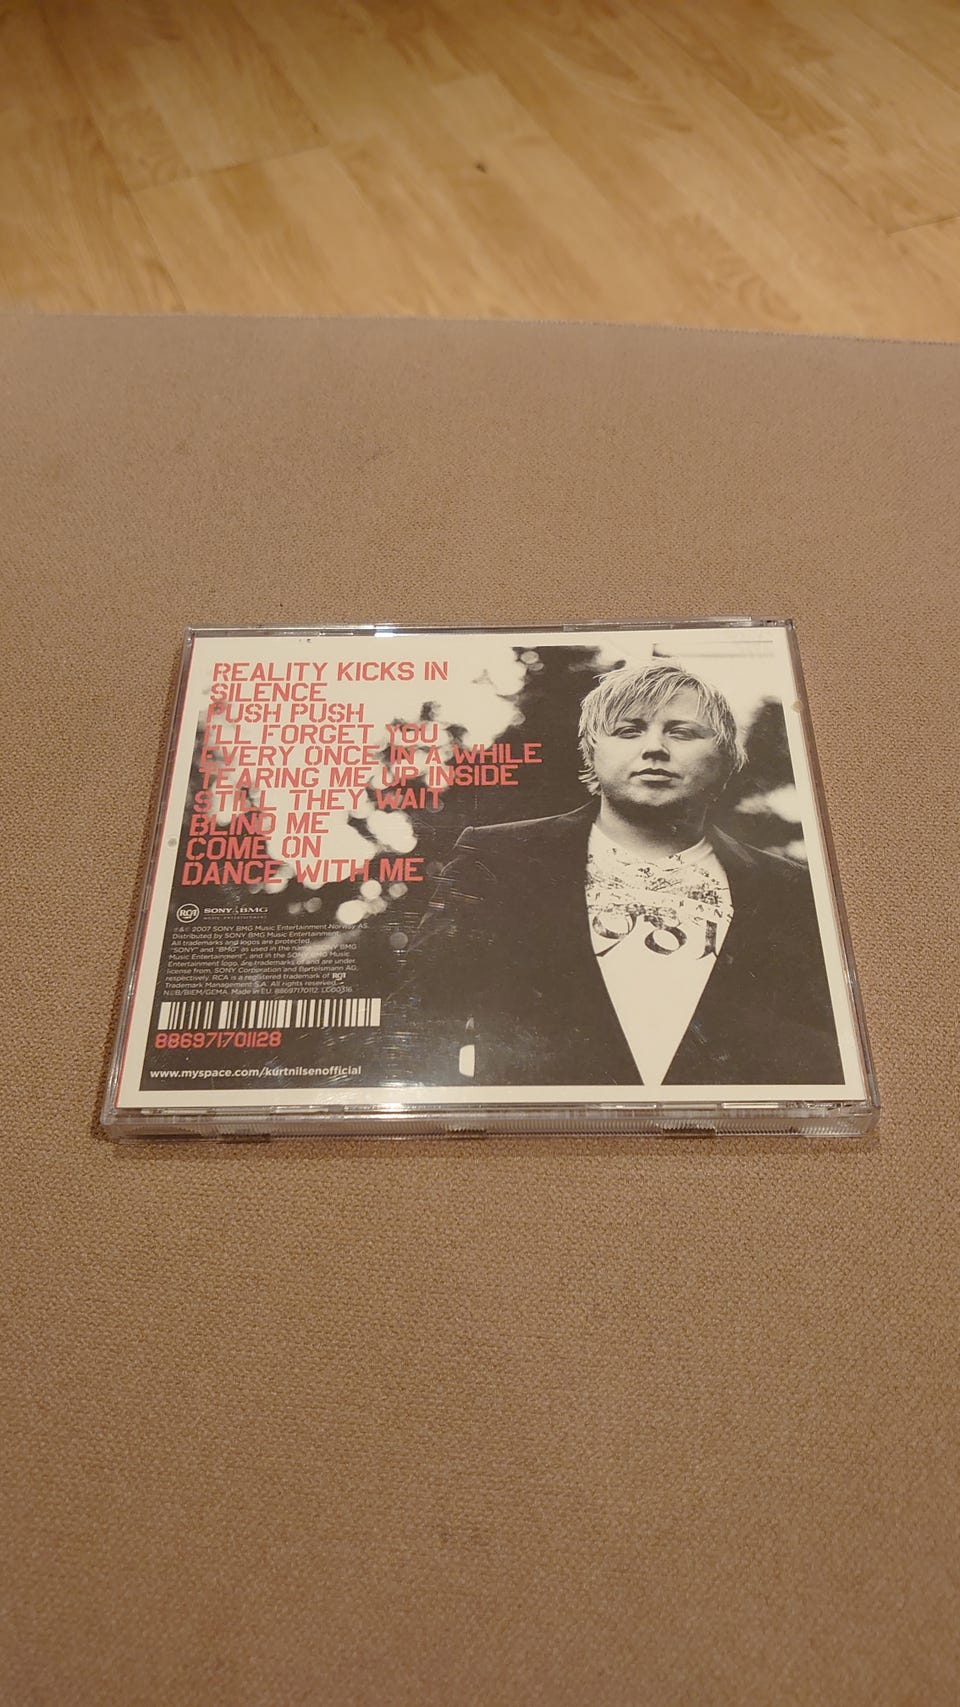 REALITY KICKS IN
SILENCE
PUSH PUSH
I'LL FORGET YOU
EVERY ONCE IN A WHILE
TEARING ME UP INSIDE
STILL THEY WAIT
BLIND ME
COME ON
DANCE WITH ME
RCA SONY BMG
MUSIC ENTERTAINMENT
℗ & © 2007 SONY BMG Music Entertainment Norway AS.
Distributed by SONY BMG Music Entertainment.
All trademarks and logos are protected.
"SONY" and "BMG" as used in the name "SONY BMG
Music Entertainment", and in the SONY BMG Music
Entertainment logo, are trademarks of and are under
license from, SONY Corporation and Bertelsmann AG,
respectively. RCA is a registered trademark of RCA
Trademark Management S.A. All rights reserved.
NCB/BIEM/GEMA. Made in EU. 88697170112. LC00316
886971701128
www.myspace.com/kurtnilsenofficial